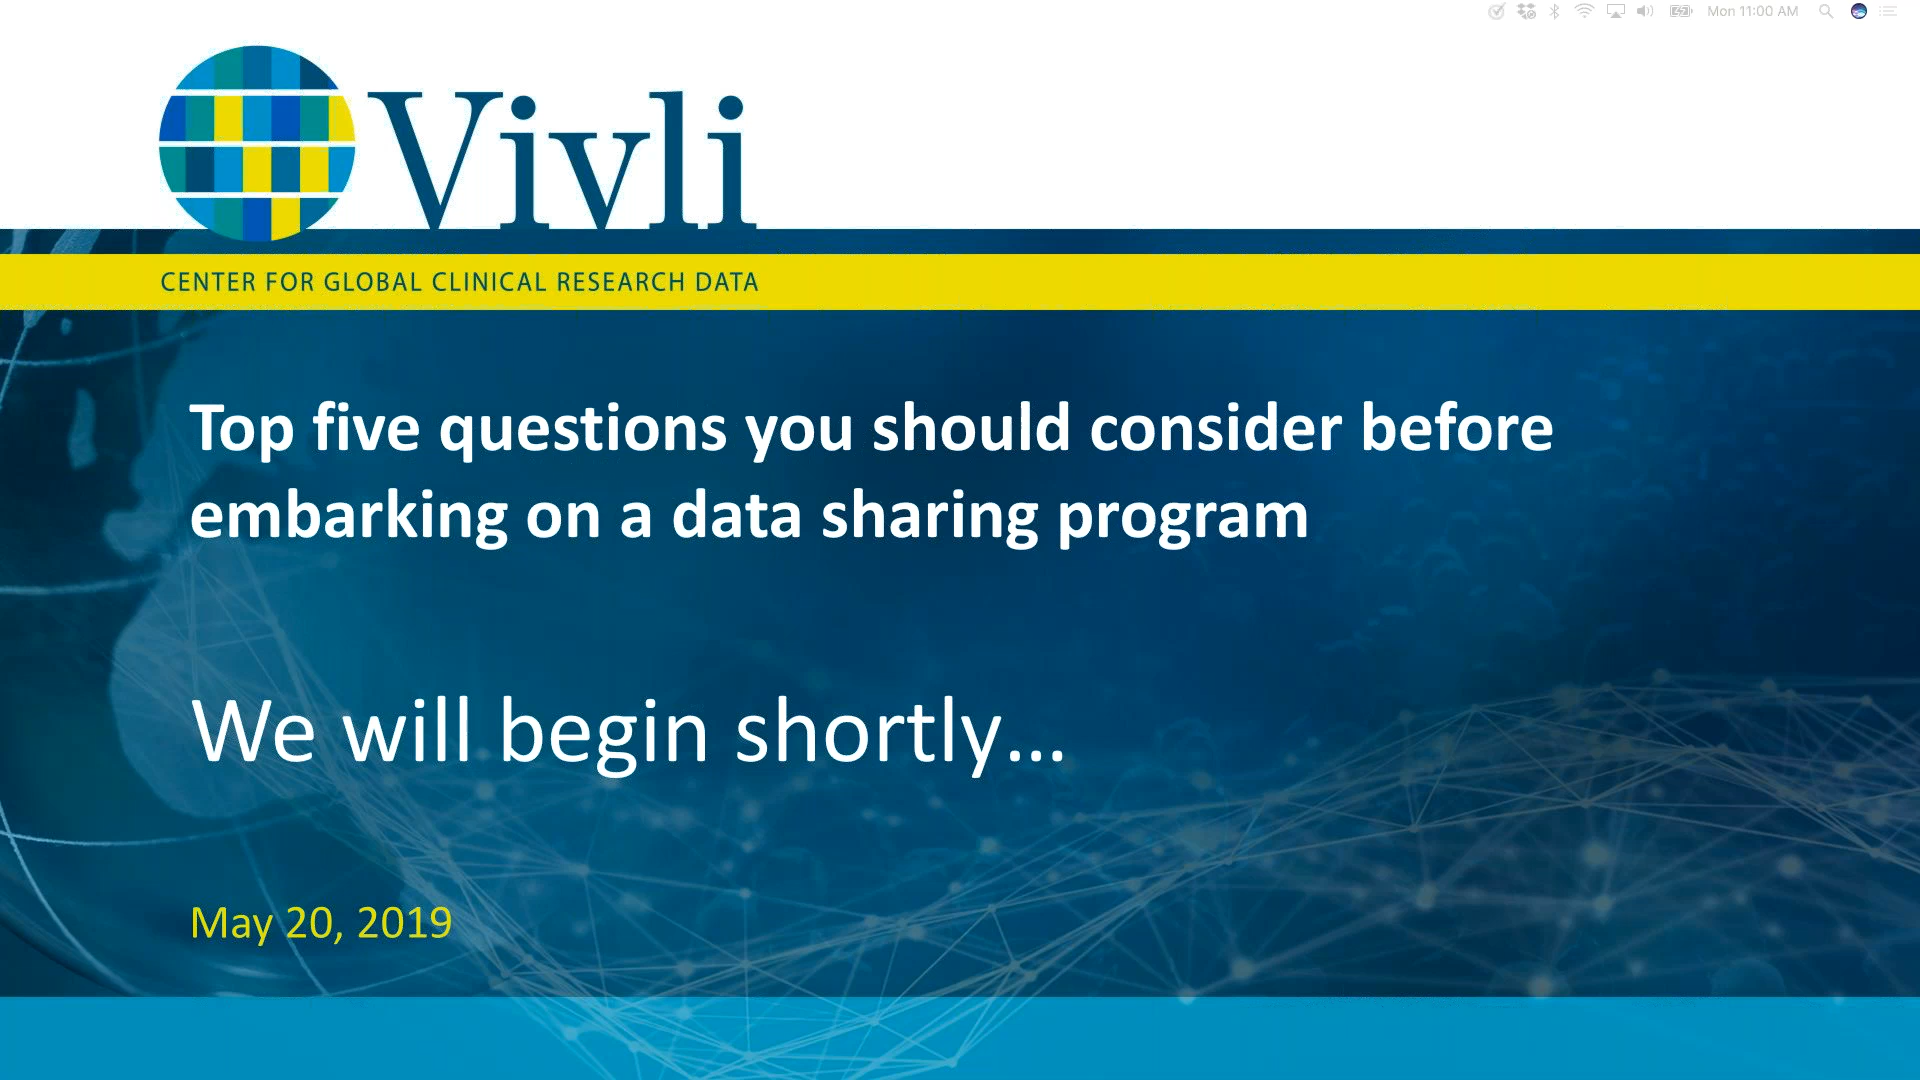 Mon 11:00 AM
Vivli
CENTER FOR GLOBAL CLINICAL RESEARCH DATA
Top five questions you should consider before
embarking on a data sharing program
We will begin shortly...
May 20, 2019